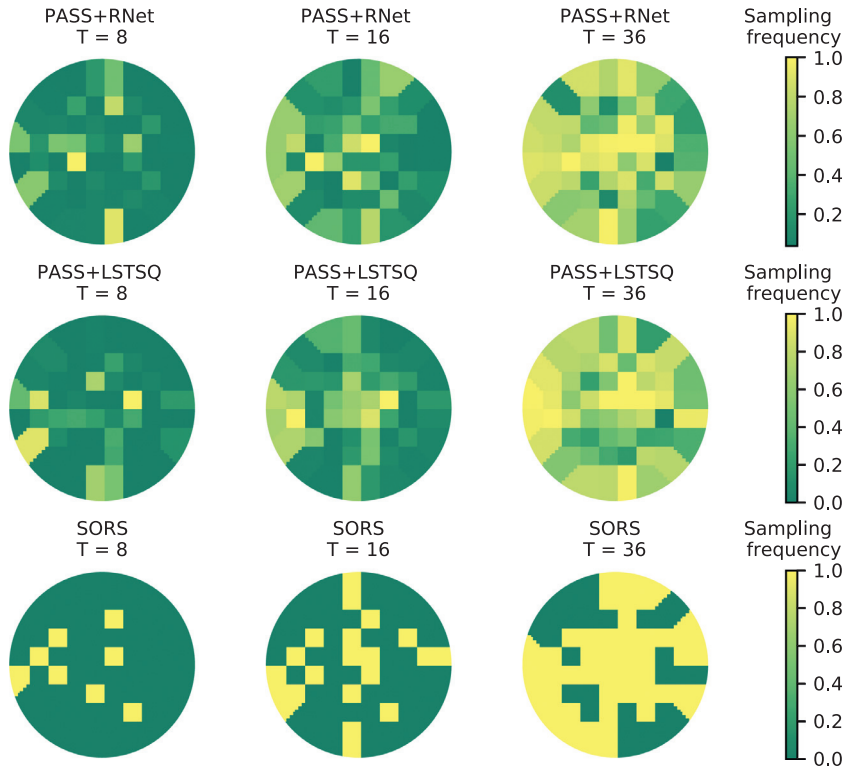 PASS+RNet
T = 8
PASS+RNet
T = 16
PASS+RNet
T = 36
Sampling
frequency
1.0
0.8
0.6
0.4
0.2
PASS+LSTSQ
T = 8
PASS+LSTSQ
T = 16
PASS+LSTSQ
T = 36
Sampling
frequency
1.0
0.8
0.6
0.4
0.2
0.0
SORS
T = 8
SORS
T = 16
SORS
T = 36
Sampling
frequency
1.0
0.8
0.6
0.4
0.2
0.0